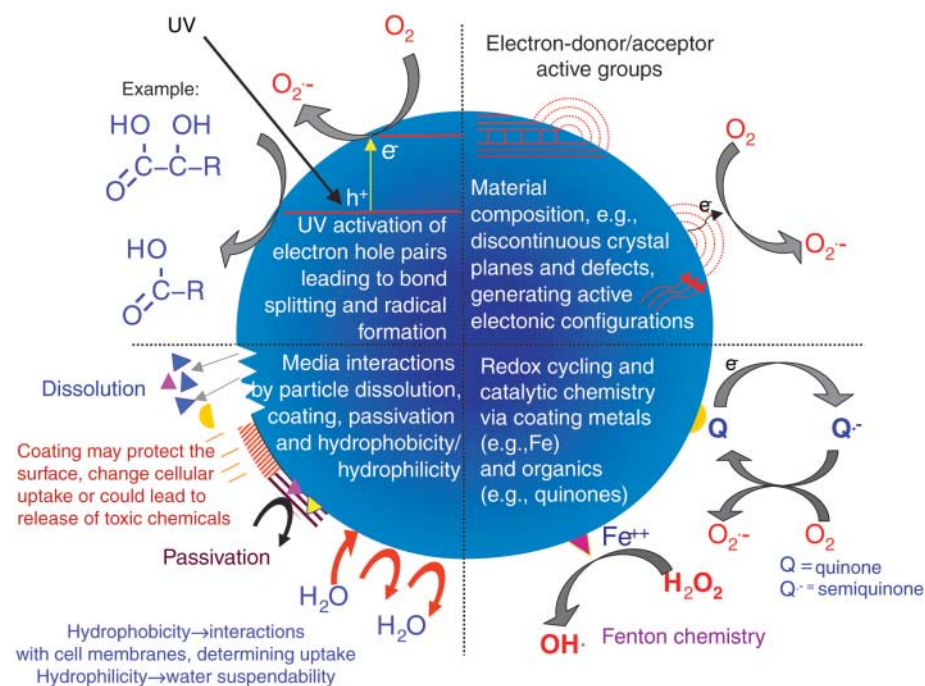 UV
O₂
O₂·-
Example:
HO OH
C–C–R
O
HO
C–R
O
e-
h⁺
UV activation of
electron hole pairs
leading to bond
splitting and radical
formation
Electron-donor/acceptor
active groups
Material
composition, e.g.,
discontinuous crystal
planes and defects,
generating active
electonic configurations
e-
O₂
O₂·-
Dissolution
Media interactions
by particle dissolution,
coating, passivation
and hydrophobicity/
hydrophilicity
Coating may protect the
surface, change cellular
uptake or could lead to
release of toxic chemicals
Passivation
H₂O
H₂O
Hydrophobicity→interactions
with cell membranes, determining uptake
Hydrophilicity→water suspendability
Redox cycling and
catalytic chemistry
via coating metals
(e.g.,Fe)
and organics
(e.g., quinones)
e-
Q
Q·-
O₂·-
O₂
Q = quinone
Q·- = semiquinone
Fe⁺⁺
H₂O₂
OH·
Fenton chemistry